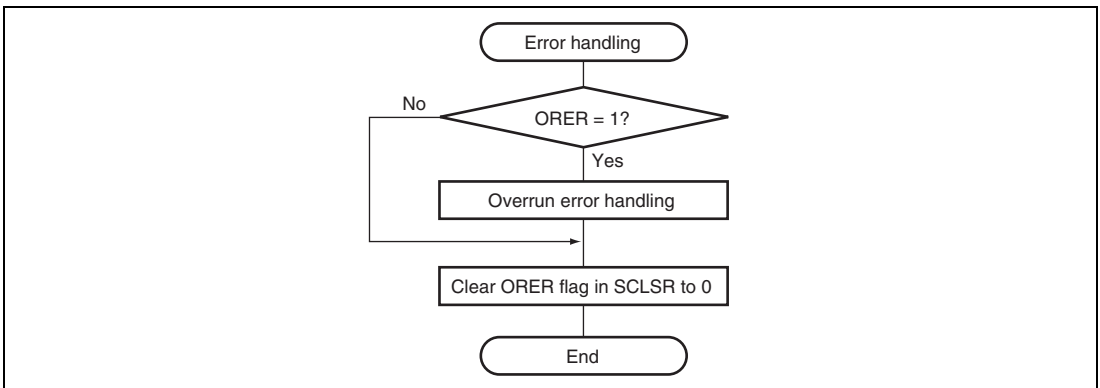 Error handling
No
ORER = 1?
Yes
Overrun error handling
Clear ORER flag in SCLSR to 0
End